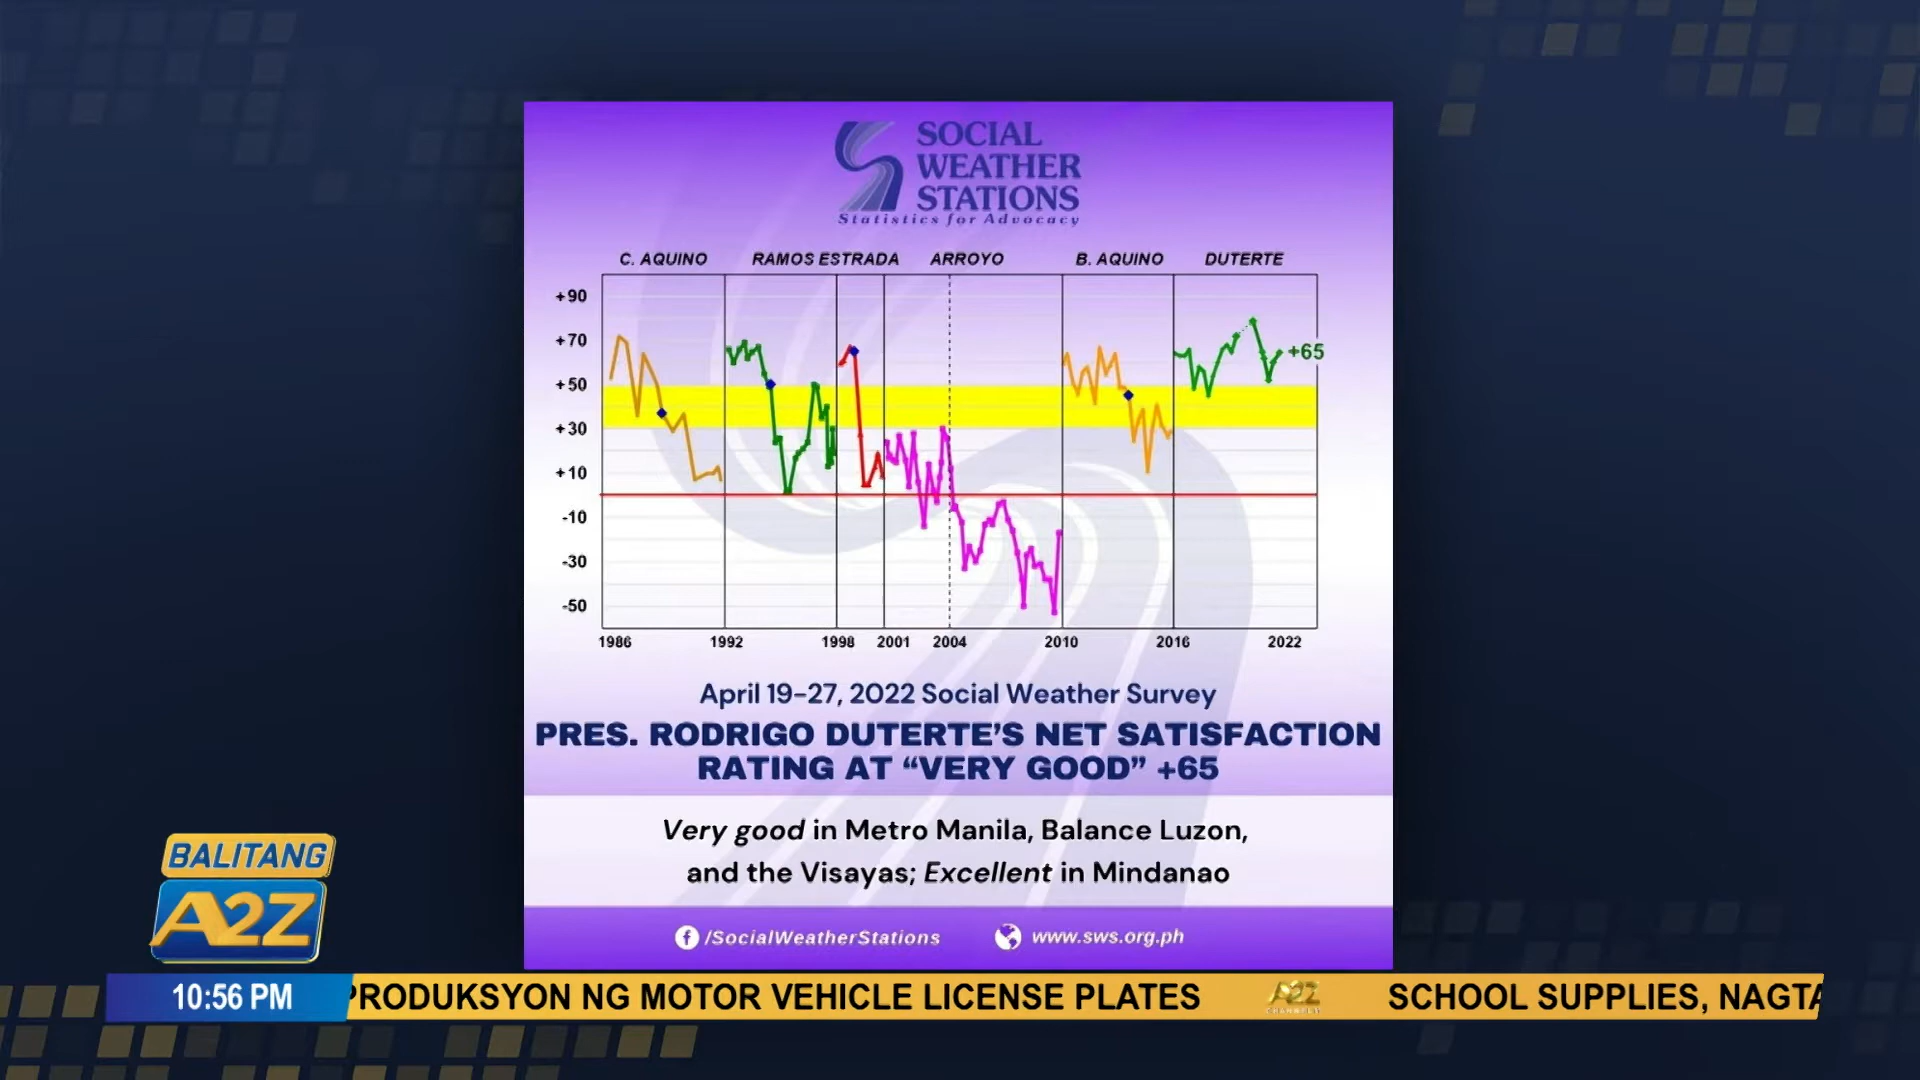 SOCIAL
WEATHER
STATIONS
Statistics for Advocacy
C. AQUINO RAMOS ESTRADA ARROYO B. AQUINO DUTERTE
+90
+70
+65
+50
+30
+10
-10
-30
-50
1986 1992 1998 2001 2004 2010 2016 2022
April 19-27, 2022 Social Weather Survey
PRES. RODRIGO DUTERTE'S NET SATISFACTION
RATING AT “VERY GOOD” +65
Very good in Metro Manila, Balance Luzon,
and the Visayas; Excellent in Mindanao
/SocialWeatherStations www.sws.org.ph
BALITANG
A2Z
10:56 PM PRODUKSYON NG MOTOR VEHICLE LICENSE PLATES A2Z CHANNEL 11 SCHOOL SUPPLIES, NAGTA